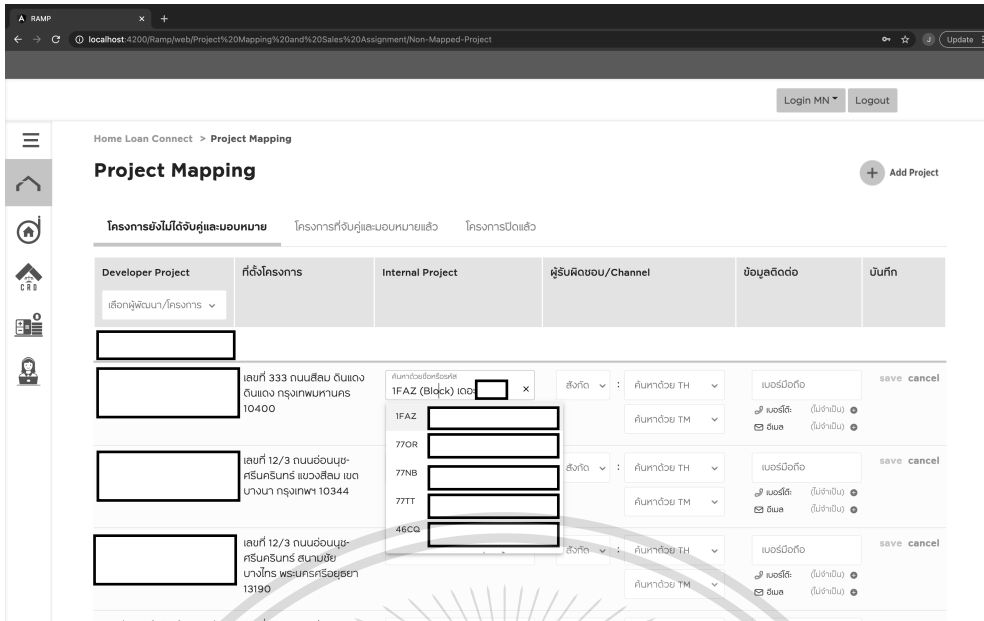 RAMP
localhost:4200/Ramp/web/Project%20Mapping%20and%20Sales%20Assignment/Non-Mapped-Project
J
Update
Login MN
Logout
Home Loan Connect > Project Mapping
Project Mapping
Add Project
โครงการยังไม่ได้จับคู่และมอบหมาย
โครงการที่จับคู่และมอบหมายแล้ว
โครงการปิดแล้ว
Developer Project
ที่ตั้งโครงการ
Internal Project
ผู้รับผิดชอบ/Channel
ข้อมูลติดต่อ
บันทึก
เลือกผู้พัฒนา/โครงการ
CRD
เลขที่ 333 ถนนสีลม ดินแดง
ดินแดง กรุงเทพมหานคร
10400
ค้นหาด้วยชื่อหรือรหัส
1FAZ (Block) เดอะ
×
สังกัด
:
ค้นหาด้วย TH
ค้นหาด้วย TM
เบอร์มือถือ
เบอร์โต๊ะ (ไม่จำเป็น)
อีเมล (ไม่จำเป็น)
save cancel
1FAZ
77OR
77NB
77TT
46CQ
เลขที่ 12/3 ถนนอ่อนนุช-
ศรีนครินทร์ แขวงสีลม เขต
บางนา กรุงเทพฯ 10344
สังกัด
:
ค้นหาด้วย TH
ค้นหาด้วย TM
เบอร์มือถือ
เบอร์โต๊ะ (ไม่จำเป็น)
อีเมล (ไม่จำเป็น)
save cancel
เลขที่ 12/3 ถนนอ่อนนุช-
ศรีนครินทร์ สนามชัย
บางไทร พระนครศรีอยุธยา
13190
สังกัด
:
ค้นหาด้วย TH
ค้นหาด้วย TM
เบอร์มือถือ
เบอร์โต๊ะ (ไม่จำเป็น)
อีเมล (ไม่จำเป็น)
save cancel